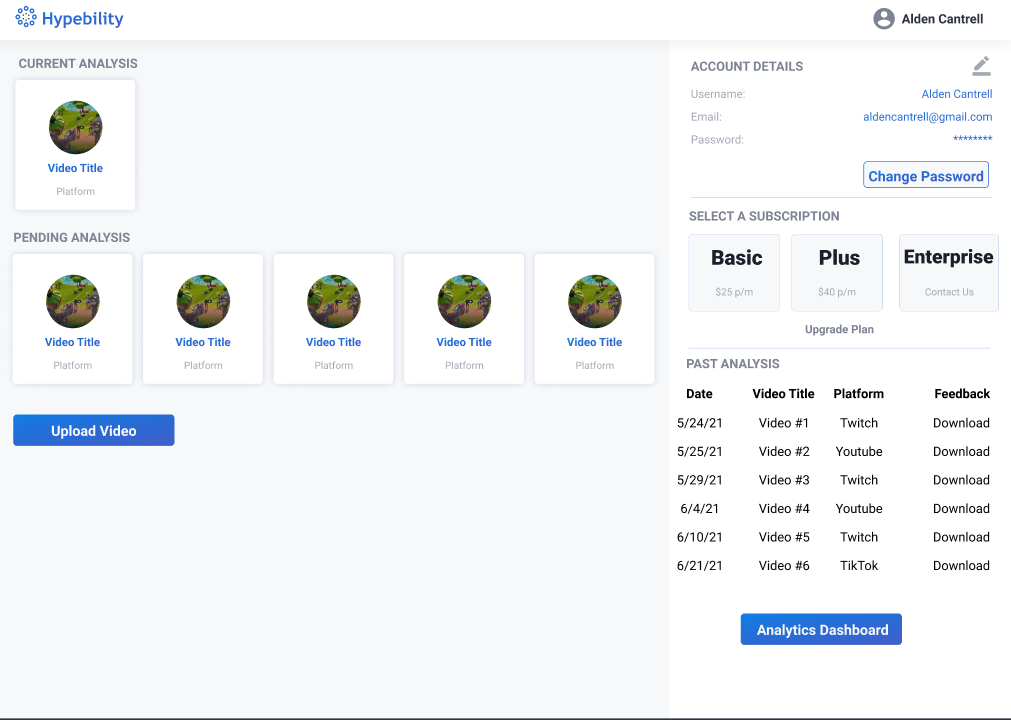 Hypebility
Alden Cantrell
CURRENT ANALYSIS
Video Title
Platform
PENDING ANALYSIS
Video Title Video Title Video Title Video Title Video Title
Platform Platform Platform Platform Platform
Upload Video
ACCOUNT DETAILS
Username: Alden Cantrell
Email: aldencantrell@gmail.com
Password: ********
Change Password
SELECT A SUBSCRIPTION
Basic Plus Enterprise
$25 p/m $40 p/m Contact Us
Upgrade Plan
PAST ANALYSIS
Date Video Title Platform Feedback
5/24/21 Video #1 Twitch Download
5/25/21 Video #2 Youtube Download
5/29/21 Video #3 Twitch Download
6/4/21 Video #4 Youtube Download
6/10/21 Video #5 Twitch Download
6/21/21 Video #6 TikTok Download
Analytics Dashboard